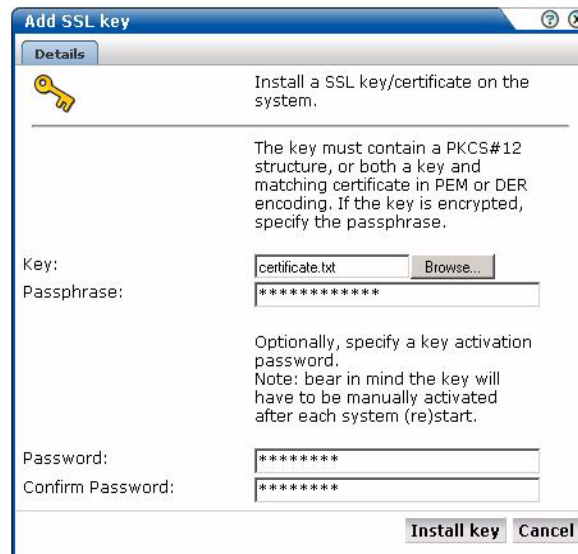 Add SSL key
Details
Install a SSL key/certificate on the
system.
The key must contain a PKCS#12
structure, or both a key and
matching certificate in PEM or DER
encoding. If the key is encrypted,
specify the passphrase.
Key: certificate.txt Browse...
Passphrase: ************
Optionally, specify a key activation
password.
Note: bear in mind the key will
have to be manually activated
after each system (re)start.
Password: ********
Confirm Password: ********
Install key Cancel